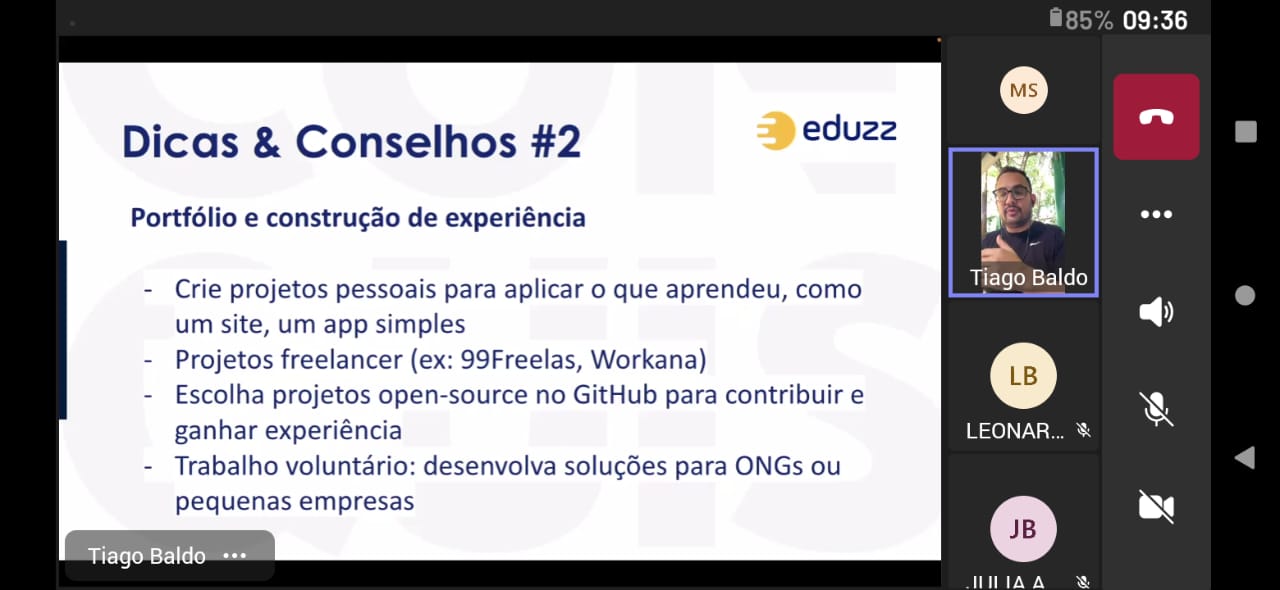 85% 09:36
Dicas & Conselhos #2
eduzz
Portfólio e construção de experiência
- Crie projetos pessoais para aplicar o que aprendeu, como
um site, um app simples
- Projetos freelancer (ex: 99Freelas, Workana)
- Escolha projetos open-source no GitHub para contribuir e
ganhar experiência
- Trabalho voluntário: desenvolva soluções para ONGs ou
pequenas empresas
Tiago Baldo •••
MS
Tiago Baldo
LB
LEONAR...
JB
JULIA A